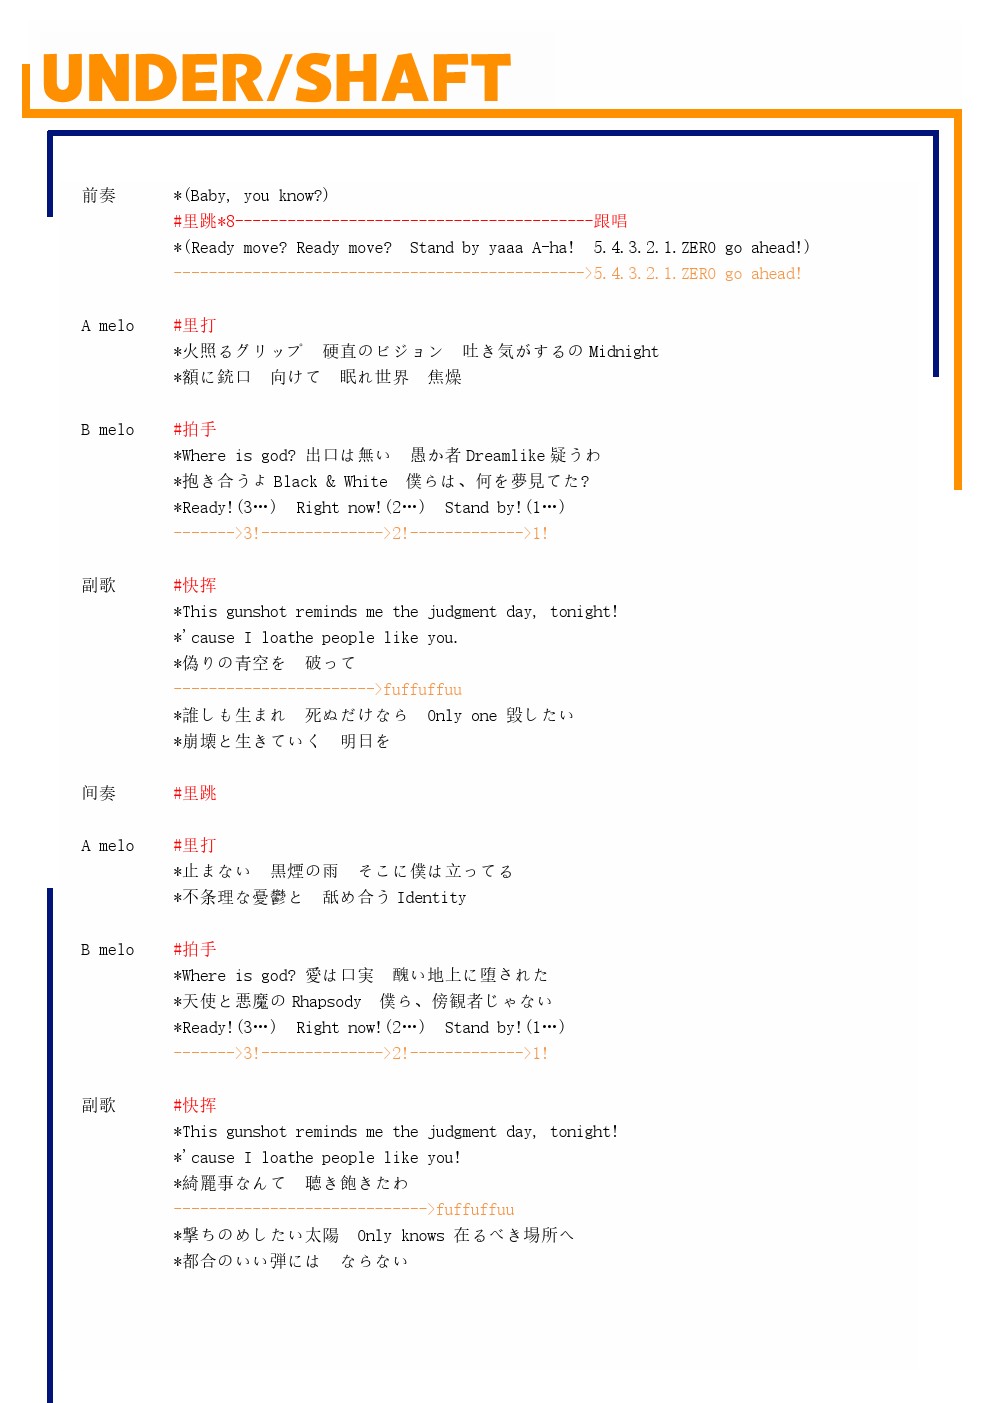 UNDER/SHAFT
前奏 *(Baby, you know?)
#里跳*8-----------------------------------------跟唱
*(Ready move? Ready move?　Stand by yaaa A-ha!　5.4.3.2.1.ZERO go ahead!)
----------------------------------------------->5.4.3.2.1.ZERO go ahead!
A melo #里打
*火照るグリップ　硬直のビジョン　吐き気がするの Midnight
*額に銃口　向けて　眠れ世界　焦燥
B melo #拍手
*Where is god? 出口は無い　愚か者 Dreamlike 疑うわ
*抱き合うよ Black & White　僕らは、何を夢見てた?
*Ready!(3…)　Right now!(2…)　Stand by!(1…)
------->3!-------------->2!------------->1!
副歌 #快挥
*This gunshot reminds me the judgment day, tonight!
*'cause I loathe people like you.
*偽りの青空を　破って
----------------------->fuffuffuu
*誰しも生まれ　死ぬだけなら　Only one 毀したい
*崩壊と生きていく　明日を
间奏 #里跳
A melo #里打
*止まない　黒煙の雨　そこに僕は立ってる
*不条理な憂鬱と　舐め合う Identity
B melo #拍手
*Where is god? 愛は口実　醜い地上に堕された
*天使と悪魔の Rhapsody　僕ら、傍観者じゃない
*Ready!(3…)　Right now!(2…)　Stand by!(1…)
------->3!-------------->2!------------->1!
副歌 #快挥
*This gunshot reminds me the judgment day, tonight!
*'cause I loathe people like you!
*綺麗事なんて　聴き飽きたわ
----------------------------->fuffuffuu
*撃ちのめしたい太陽　Only knows 在るべき場所へ
*都合のいい弾には　ならない